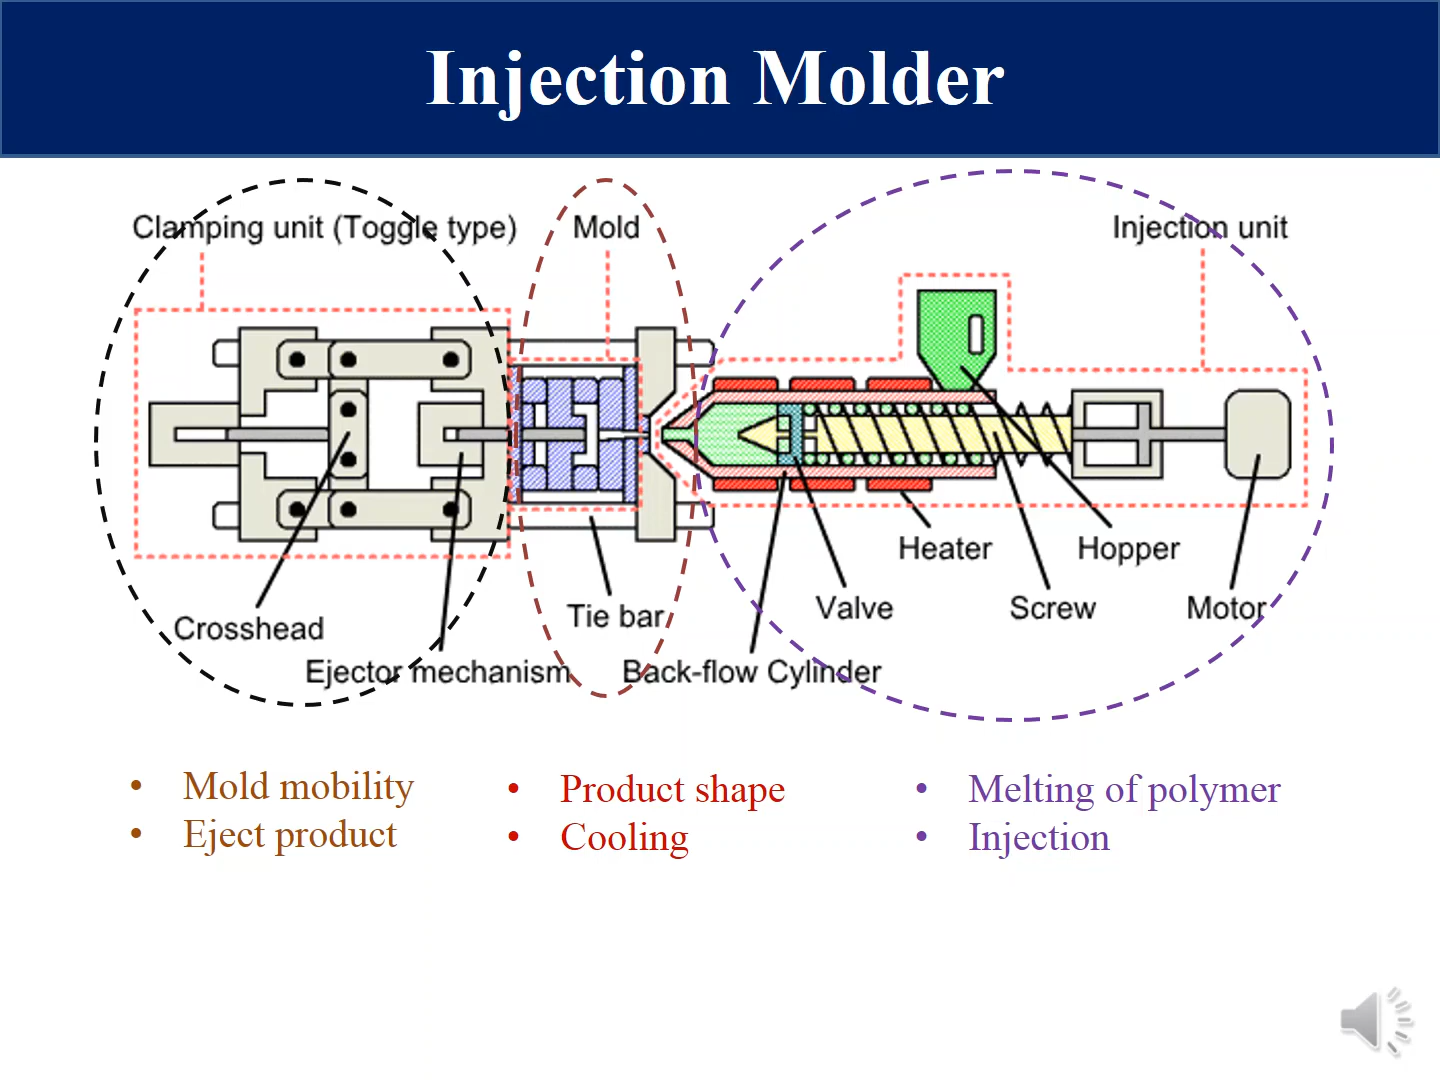 Injection Molder
Clamping unit (Toggle type)
Mold
Injection unit
Heater
Hopper
Crosshead
Tie bar
Valve
Screw
Motor
Ejector mechanism
Back-flow Cylinder
• Mold mobility
• Eject product
• Product shape
• Cooling
• Melting of polymer
• Injection